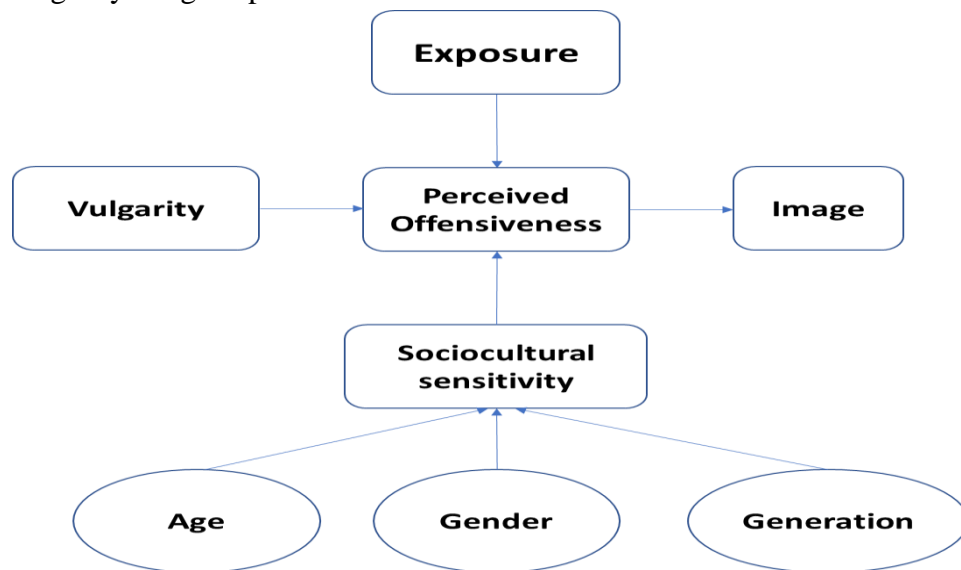 Exposure
Vulgarity
Perceived
Offensiveness
Image
Sociocultural
sensitivity
Age
Gender
Generation